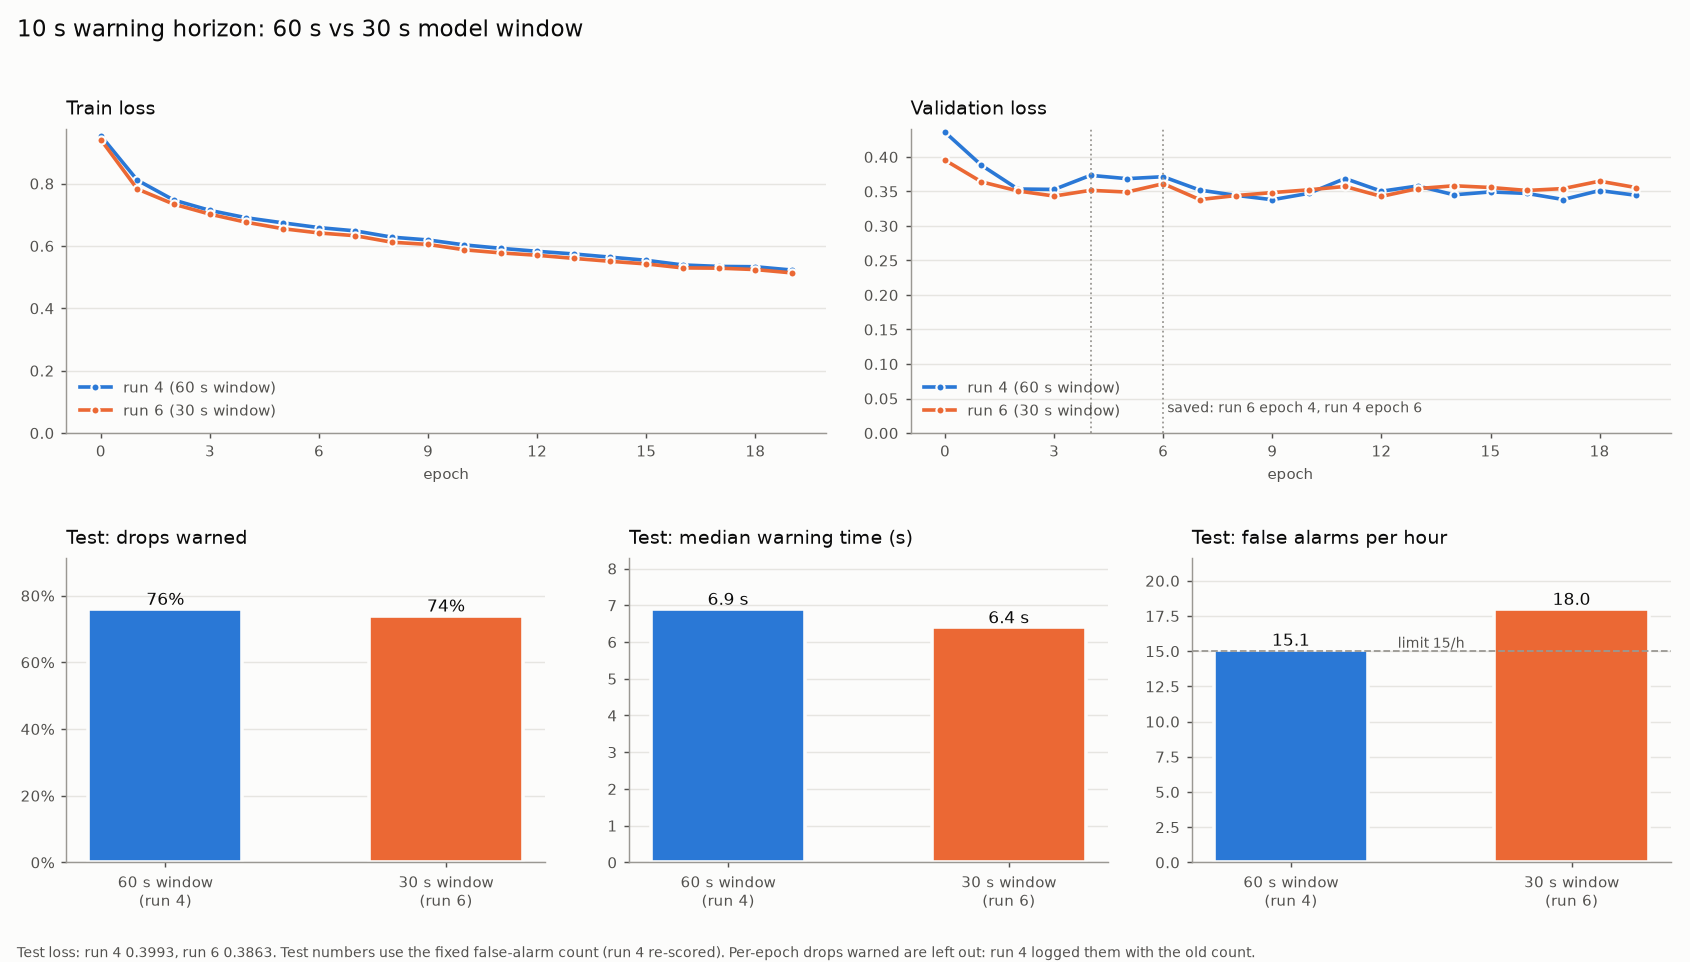 10 s warning horizon: 60 s vs 30 s model window
Train loss
0.8
0.6
0.4
0.2
0.0
run 4 (60 s window)
run 6 (30 s window)
0 3 6 9 12 15 18
epoch
Validation loss
0.40
0.35
0.30
0.25
0.20
0.15
0.10
0.05
0.00
run 4 (60 s window)
run 6 (30 s window)
saved: run 6 epoch 4, run 4 epoch 6
0 3 6 9 12 15 18
epoch
Test: drops warned
80%
60%
40%
20%
0%
76%
74%
60 s window
(run 4)
30 s window
(run 6)
Test: median warning time (s)
8
7
6
5
4
3
2
1
0
6.9 s
6.4 s
60 s window
(run 4)
30 s window
(run 6)
Test: false alarms per hour
20.0
17.5
15.0
12.5
10.0
7.5
5.0
2.5
0.0
15.1
limit 15/h
18.0
60 s window
(run 4)
30 s window
(run 6)
Test loss: run 4 0.3993, run 6 0.3863. Test numbers use the fixed false-alarm count (run 4 re-scored). Per-epoch drops warned are left out: run 4 logged them with the old count.